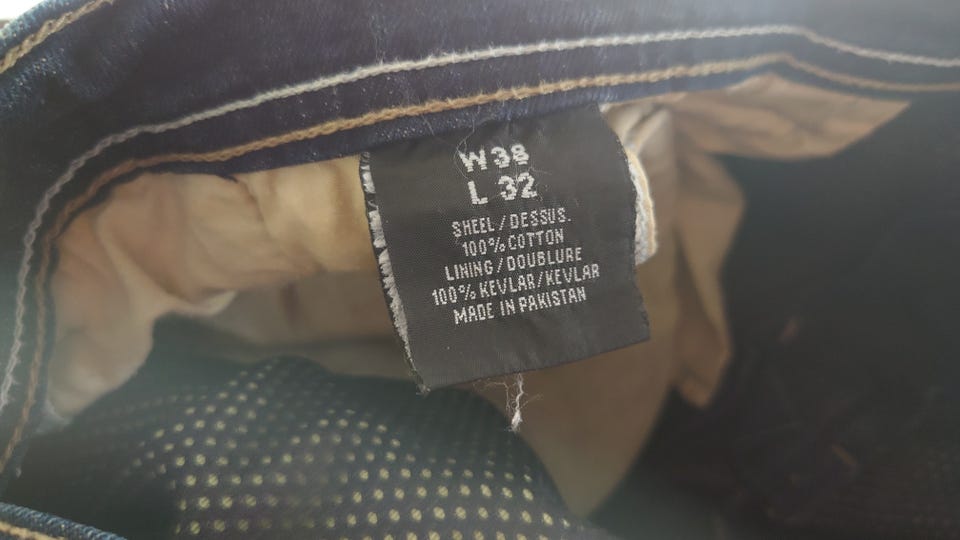 W38
L 32
SHEEL/DESSUS.
100%COTTON
LINING/DOUBLURE
100%KEVLAR/KEVLAR
MADE IN PAKISTAN